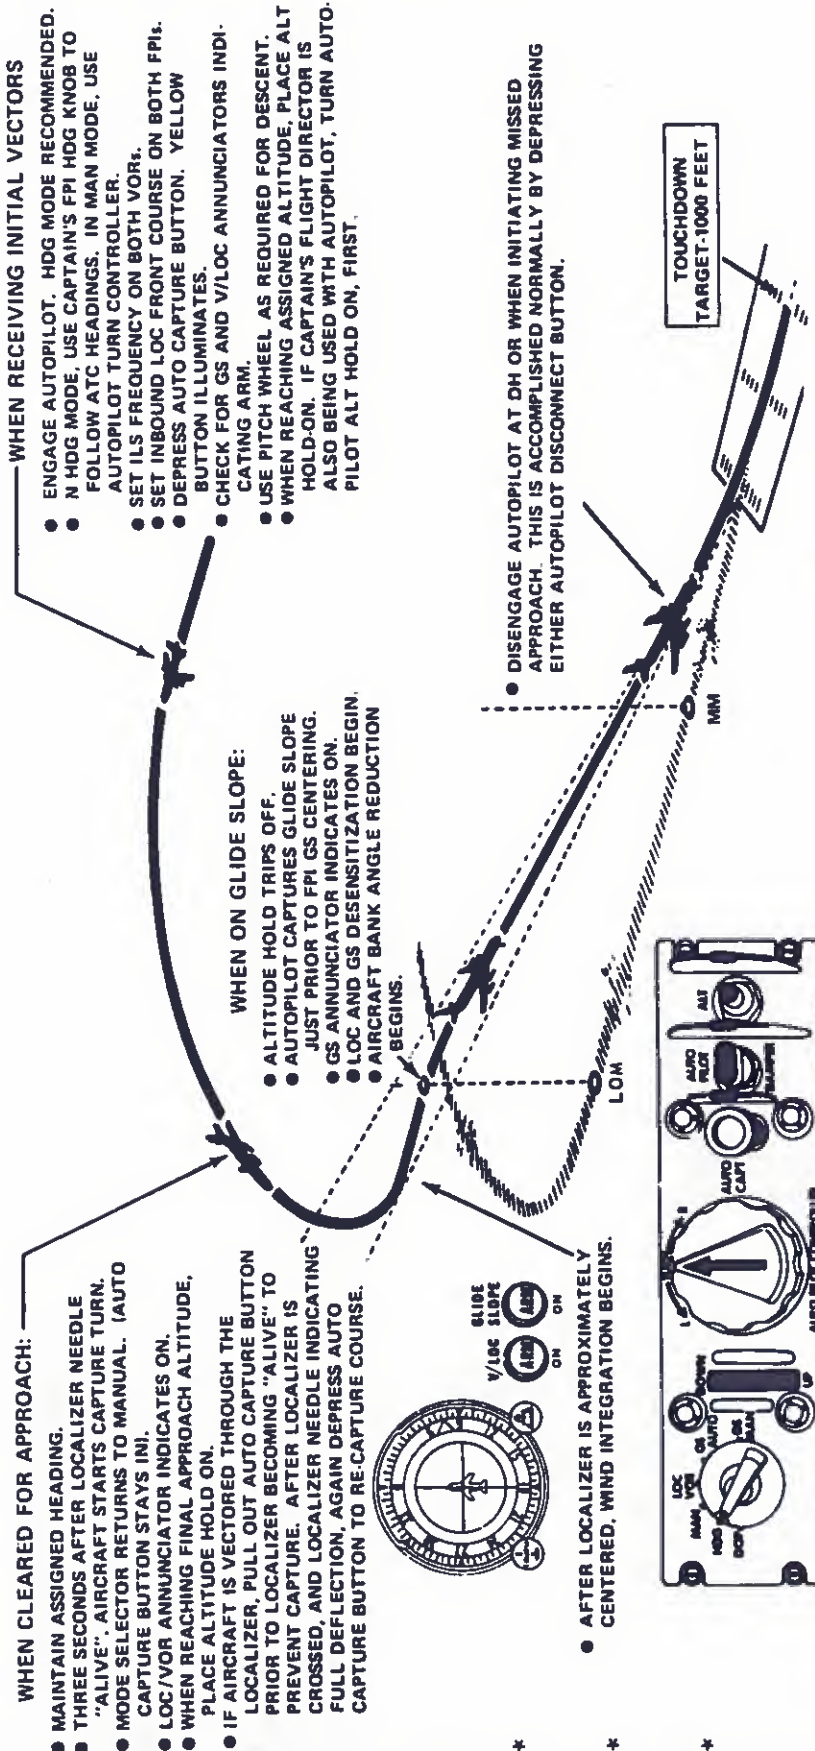 WHEN RECEIVING INITIAL VECTORS
● ENGAGE AUTOPILOT. HDG MODE RECOMMENDED.
● N HDG MODE, USE CAPTAIN'S FPI HDG KNOB TO
FOLLOW ATC HEADINGS. IN MAN MODE, USE
AUTOPILOT TURN CONTROLLER.
● SET ILS FREQUENCY ON BOTH VORs.
● SET INBOUND LOC FRONT COURSE ON BOTH FPIs.
● DEPRESS AUTO CAPTURE BUTTON. YELLOW
BUTTON ILLUMINATES.
● CHECK FOR GS AND V/LOC ANNUNCIATORS INDI-
CATING ARM.
● USE PITCH WHEEL AS REQUIRED FOR DESCENT.
● WHEN REACHING ASSIGNED ALTITUDE, PLACE ALT
HOLD-ON. IF CAPTAIN'S FLIGHT DIRECTOR IS
ALSO BEING USED WITH AUTOPILOT, TURN AUTO-
PILOT ALT HOLD ON, FIRST.
WHEN CLEARED FOR APPROACH:
● MAINTAIN ASSIGNED HEADING.
● THREE SECONDS AFTER LOCALIZER NEEDLE
"ALIVE", AIRCRAFT STARTS CAPTURE TURN.
● MODE SELECTOR RETURNS TO MANUAL. (AUTO
CAPTURE BUTTON STAYS IN).
● LOC/VOR ANNUNCIATOR INDICATES ON.
● WHEN REACHING FINAL APPROACH ALTITUDE,
PLACE ALTITUDE HOLD ON.
● IF AIRCRAFT IS VECTORED THROUGH THE
LOCALIZER, PULL OUT AUTO CAPTURE BUTTON
PRIOR TO LOCALIZER BECOMING "ALIVE" TO
PREVENT CAPTURE. AFTER LOCALIZER IS
CROSSED, AND LOCALIZER NEEDLE INDICATING
FULL DEFLECTION, AGAIN DEPRESS AUTO
CAPTURE BUTTON TO RE-CAPTURE COURSE.
WHEN ON GLIDE SLOPE:
● ALTITUDE HOLD TRIPS OFF.
● AUTOPILOT CAPTURES GLIDE SLOPE
JUST PRIOR TO FPI GS CENTERING.
● GS ANNUNCIATOR INDICATES ON.
● LOC AND GS DESENSITIZATION BEGIN.
● AIRCRAFT BANK ANGLE REDUCTION
BEGINS.
● DISENGAGE AUTOPILOT AT DH OR WHEN INITIATING MISSED
APPROACH. THIS IS ACCOMPLISHED NORMALLY BY DEPRESSING
EITHER AUTOPILOT DISCONNECT BUTTON.
TOUCHDOWN
TARGET-1000 FEET
MM
LOM
● AFTER LOCALIZER IS APPROXIMATELY
CENTERED, WIND INTEGRATION BEGINS.
V/LOC
GLIDE SLOPE
ARM
ARM
ON
ON
*
*
*
DOWN
UP
LOC VOR
GS AUTO
GS MAN
MAN
HDG
L
R
AUTO CAPT
AUTO PILOT
ALT